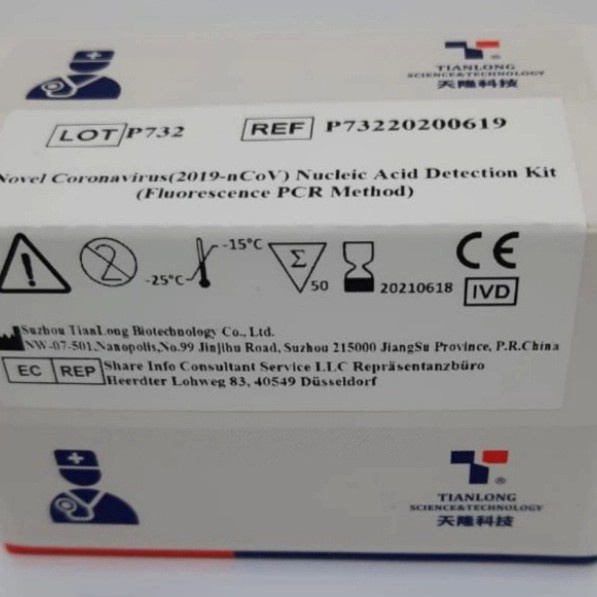 TIANLONG
SCIENCE&TECHNOLOGY
天隆科技
LOT P732 REF P73220200619
Novel Coronavirus(2019-nCoV) Nucleic Acid Detection Kit
(Fluorescence PCR Method)
-25°C -15°C Σ 50 20210618 CE IVD
Suzhou TianLong Biotechnology Co., Ltd.
NW-07-501,Nanopolis,No.99 Jinjihu Road, Suzhou 215000 JiangSu Province, P.R.China
EC REP Share Info Consultant Service LLC Repräsentanzbüro
Heerdter Lohweg 83, 40549 Düsseldorf
TIANLONG
SCIENCE&TECHNOLOGY
天隆科技